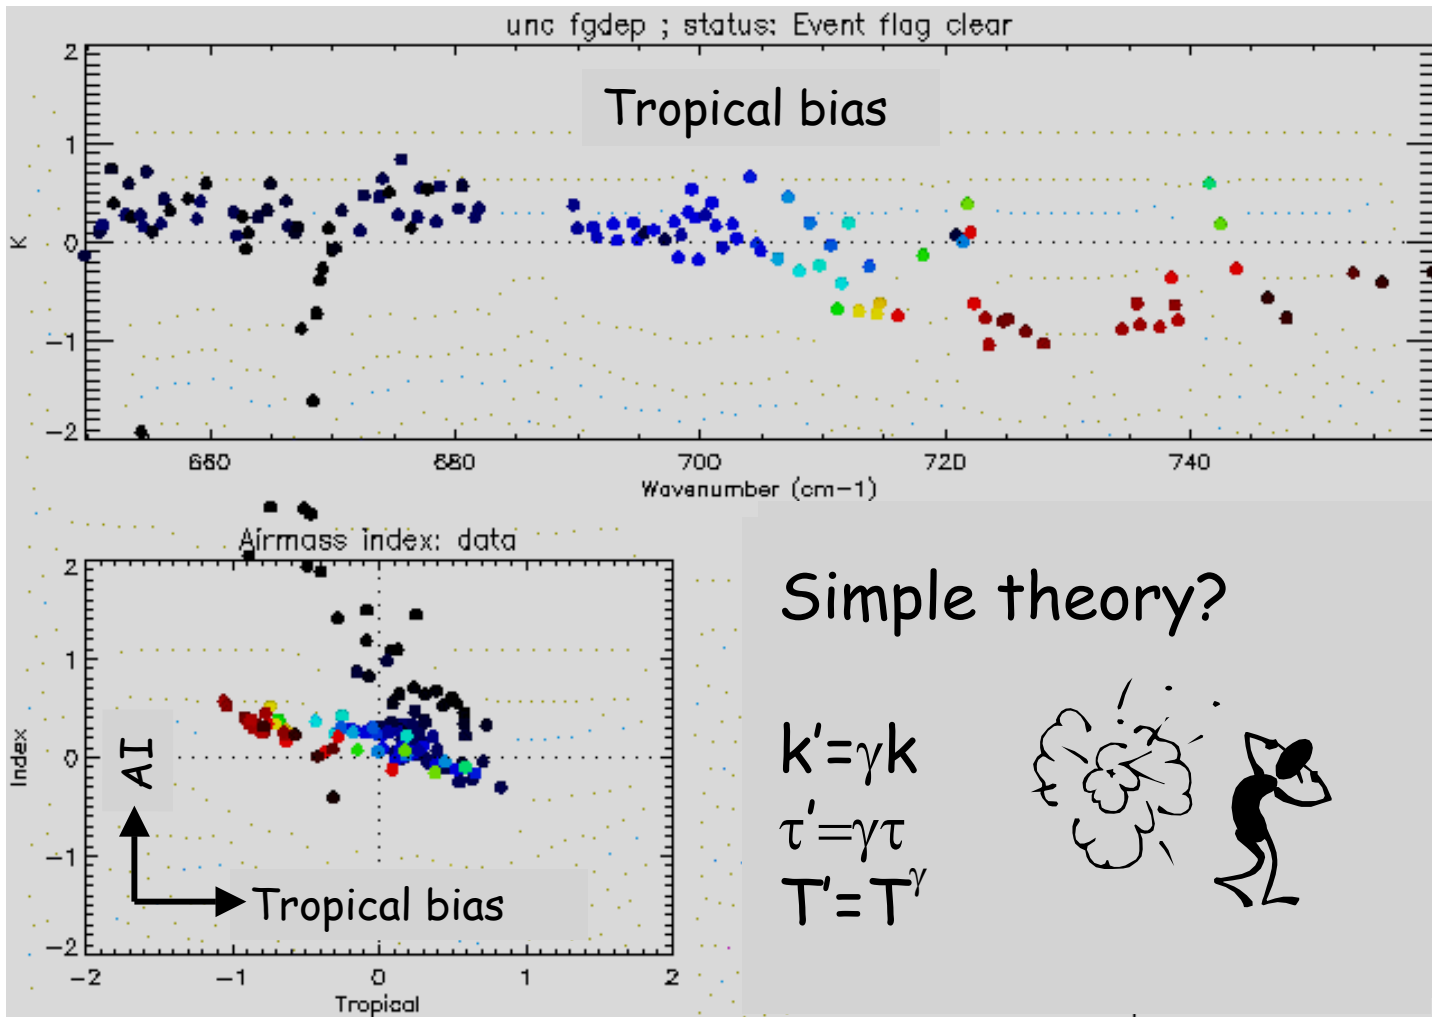 unc fgdep ; status: Event flag clear
2
Tropical bias
1
K
0
−1
−2
660 680 700 720 740
Wavenumber (cm−1)
Airmass index: data
2
1
Index
0
−1
−2
AI
Tropical bias
−2 −1 0 1 2
Tropical
Simple theory?
k'=γk
τ'=γτ
T'=T^γ